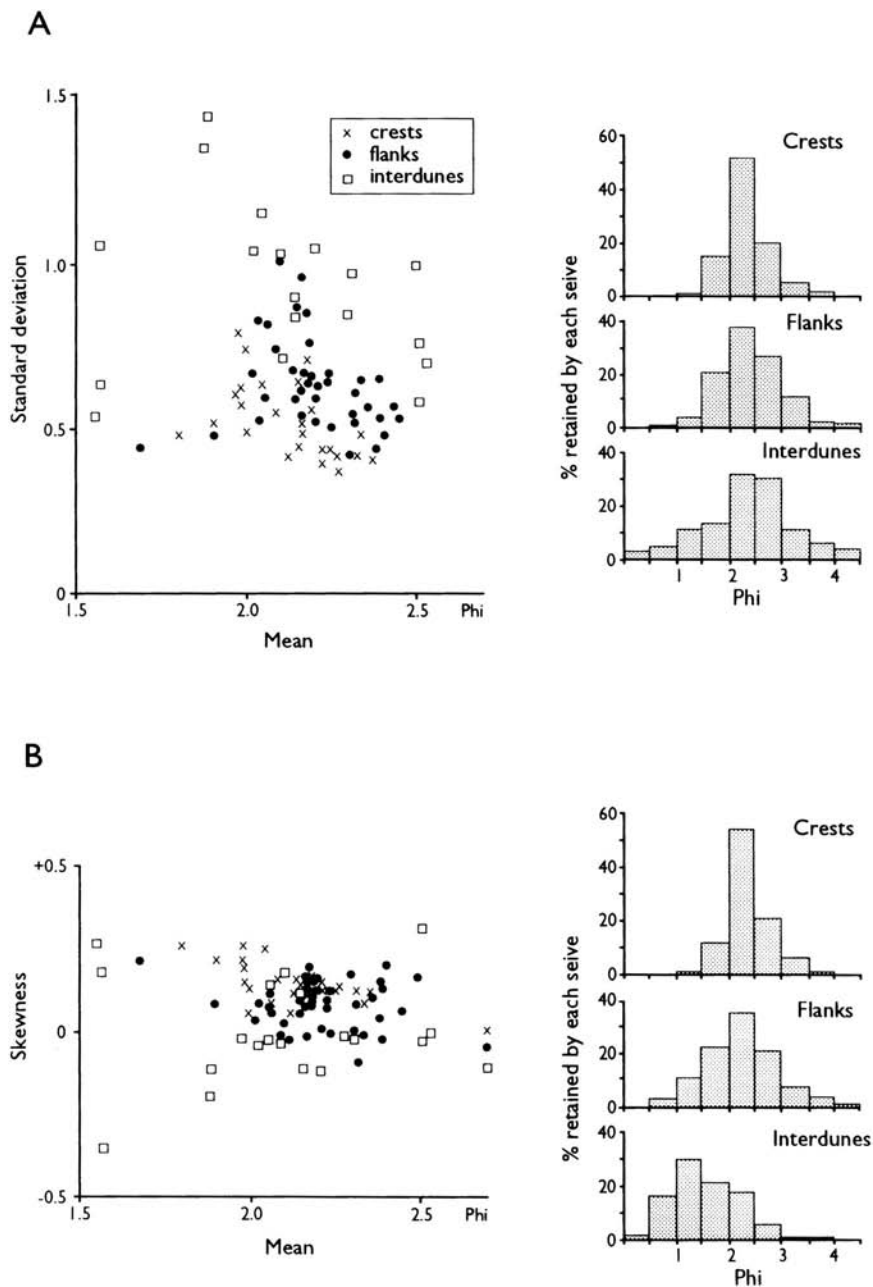 A
1.5
1.0
0.5
0
1.5
2.0
2.5
Phi
Mean
Standard deviation
crests
flanks
interdunes
% retained by each seive
60
40
20
0
Crests
40
20
0
Flanks
40
20
0
Interdunes
1
2
3
4
Phi
B
+0.5
0
-0.5
1.5
2.0
2.5
Phi
Mean
Skewness
% retained by each seive
60
40
20
0
Crests
40
20
0
Flanks
40
20
0
Interdunes
1
2
3
4
Phi